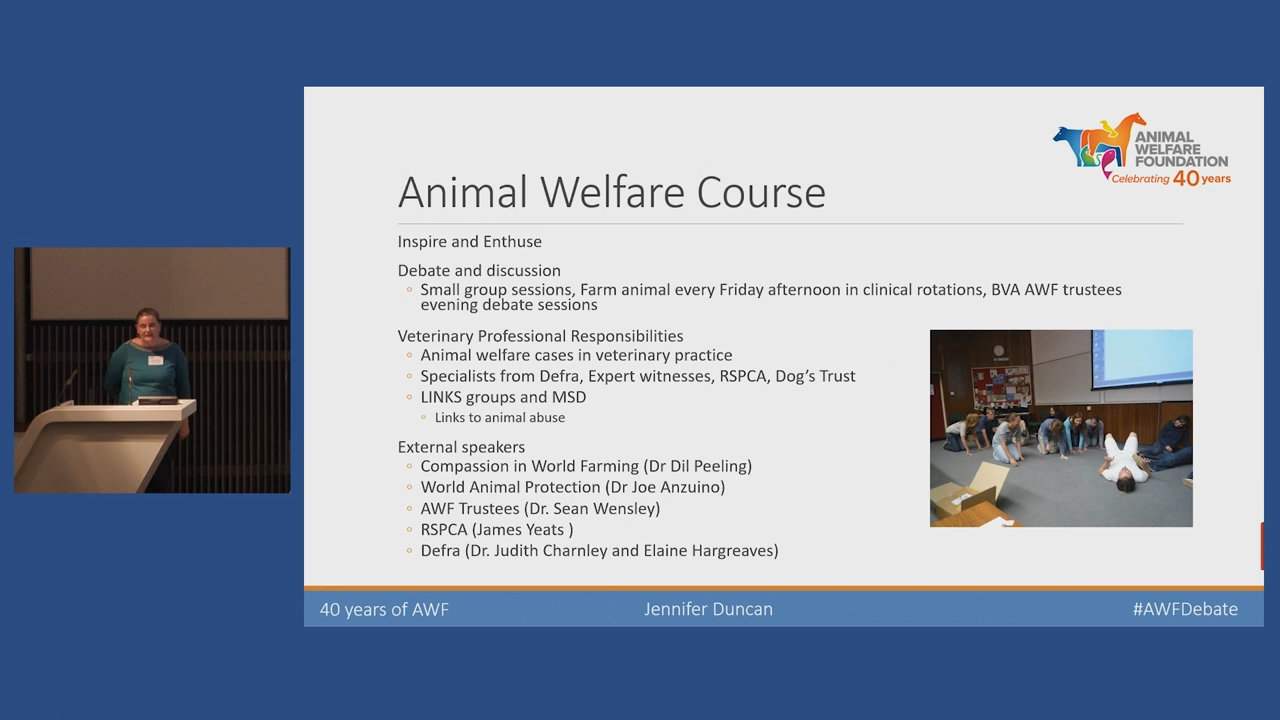 ANIMAL
WELFARE
FOUNDATION
Celebrating 40 years
Animal Welfare Course
Inspire and Enthuse
Debate and discussion
Small group sessions, Farm animal every Friday afternoon in clinical rotations, BVA AWF trustees
evening debate sessions
Veterinary Professional Responsibilities
Animal welfare cases in veterinary practice
Specialists from Defra, Expert witnesses, RSPCA, Dog's Trust
LINKS groups and MSD
Links to animal abuse
External speakers
Compassion in World Farming (Dr Dil Peeling)
World Animal Protection (Dr Joe Anzuino)
AWF Trustees (Dr. Sean Wensley)
RSPCA (James Yeats )
Defra (Dr. Judith Charnley and Elaine Hargreaves)
40 years of AWF
Jennifer Duncan
#AWFDebate